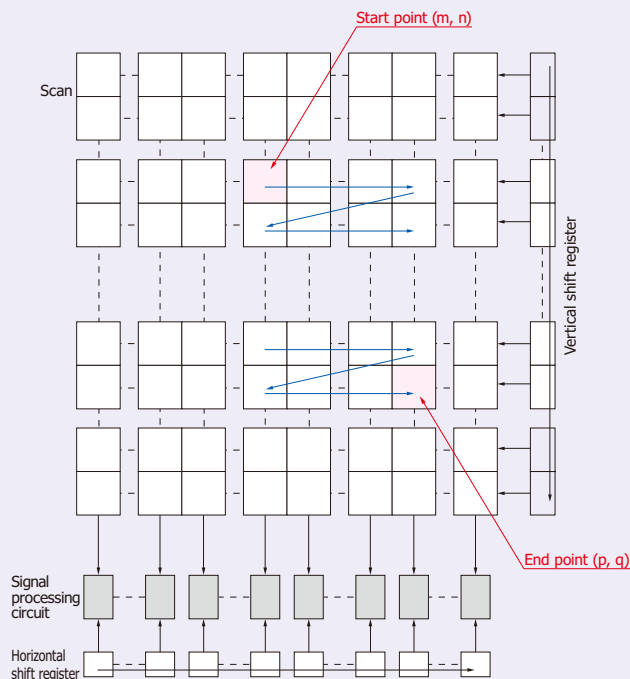 Start point (m, n)
Scan
Vertical shift register
End point (p, q)
Signal
processing
circuit
Horizontal
shift register